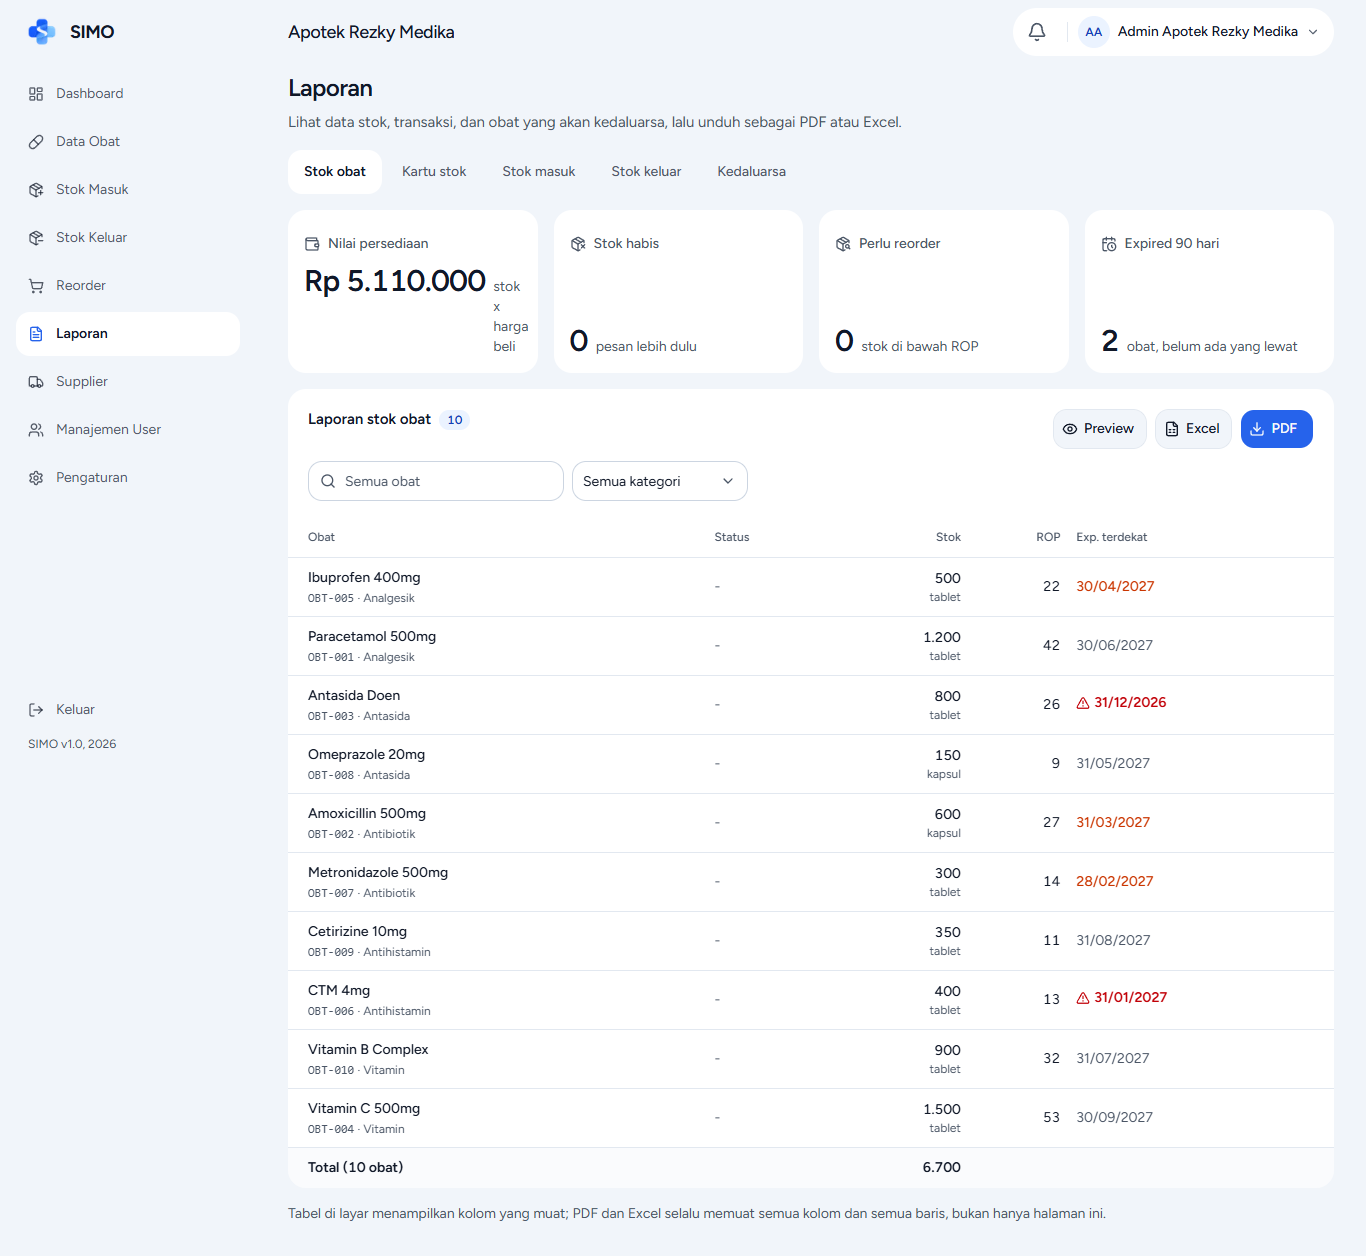 SIMO
Apotek Rezky Medika
AA
Admin Apotek Rezky Medika
Dashboard
Data Obat
Stok Masuk
Stok Keluar
Reorder
Laporan
Supplier
Manajemen User
Pengaturan
Keluar
SIMO v1.0, 2026
Laporan
Lihat data stok, transaksi, dan obat yang akan kedaluarsa, lalu unduh sebagai PDF atau Excel.
Stok obat
Kartu stok
Stok masuk
Stok keluar
Kedaluarsa
Nilai persediaan
Rp 5.110.000 stok
x
harga
beli
Stok habis
0 pesan lebih dulu
Perlu reorder
0 stok di bawah ROP
Expired 90 hari
2 obat, belum ada yang lewat
Laporan stok obat 10
Preview
Excel
PDF
Semua obat
Semua kategori
Obat Status Stok ROP Exp. terdekat
Ibuprofen 400mg - 500 22 30/04/2027
OBT-005 · Analgesik tablet
Paracetamol 500mg - 1.200 42 30/06/2027
OBT-001 · Analgesik tablet
Antasida Doen - 800 26 31/12/2026
OBT-003 · Antasida tablet
Omeprazole 20mg - 150 9 31/05/2027
OBT-008 · Antasida kapsul
Amoxicillin 500mg - 600 27 31/03/2027
OBT-002 · Antibiotik kapsul
Metronidazole 500mg - 300 14 28/02/2027
OBT-007 · Antibiotik tablet
Cetirizine 10mg - 350 11 31/08/2027
OBT-009 · Antihistamin tablet
CTM 4mg - 400 13 31/01/2027
OBT-006 · Antihistamin tablet
Vitamin B Complex - 900 32 31/07/2027
OBT-010 · Vitamin tablet
Vitamin C 500mg - 1.500 53 30/09/2027
OBT-004 · Vitamin tablet
Total (10 obat) 6.700
Tabel di layar menampilkan kolom yang muat; PDF dan Excel selalu memuat semua kolom dan semua baris, bukan hanya halaman ini.